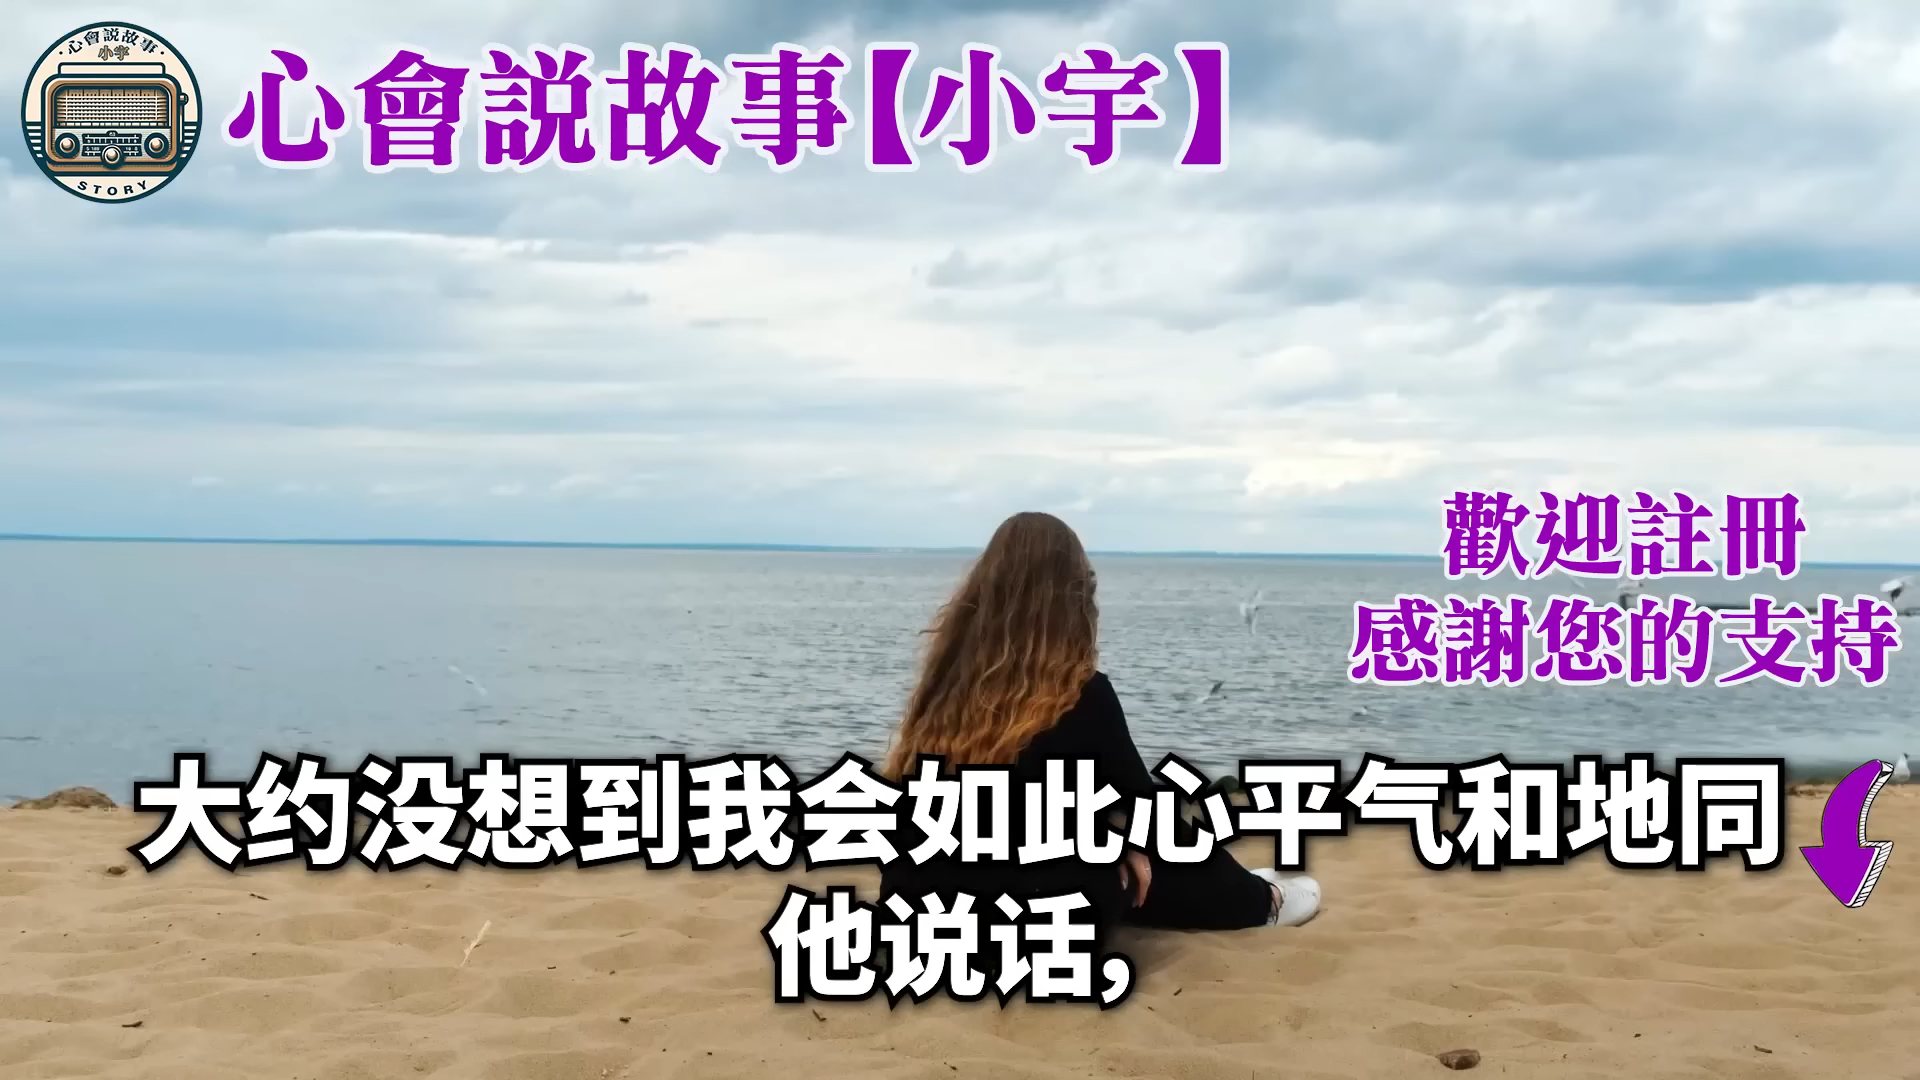 心會説故事
小宇
STORY
心會説故事【小宇】
歡迎註冊
感謝您的支持
大约没想到我会如此心平气和地同
他说话,